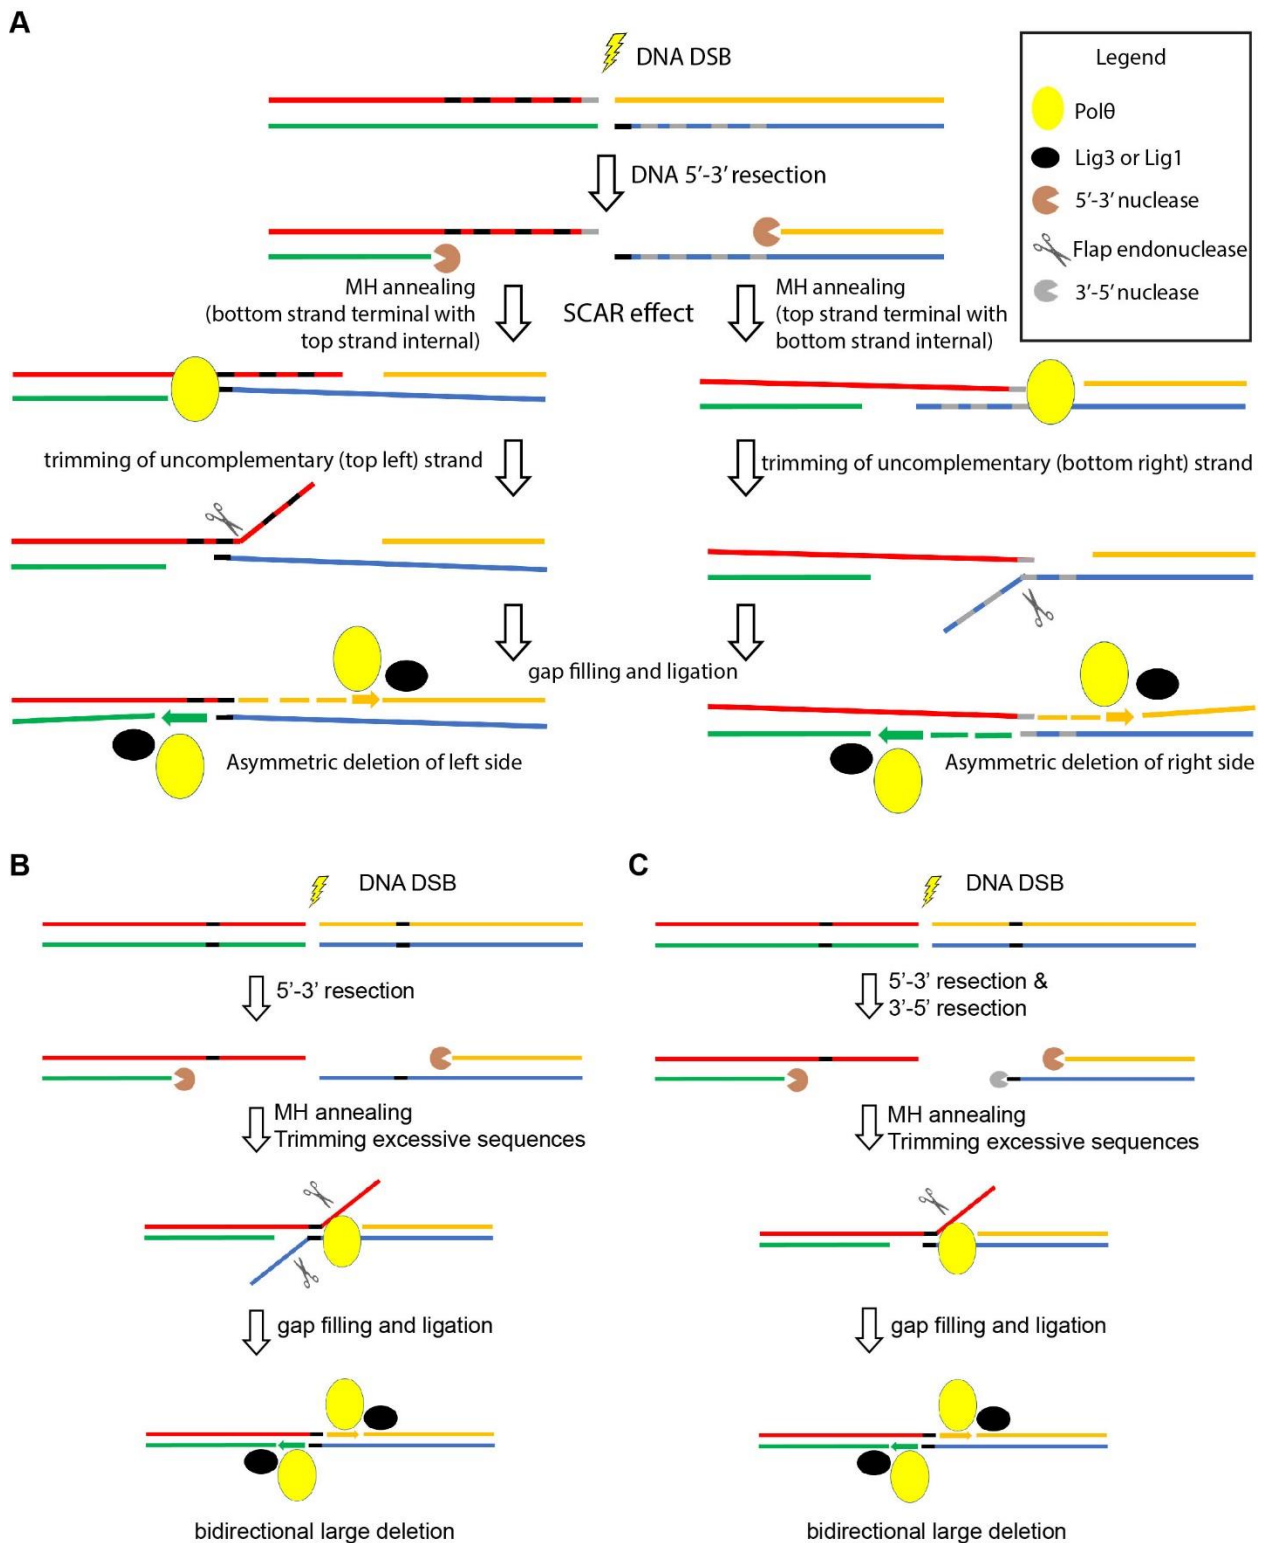 A
DNA DSB
Legend
Polθ
Lig3 or Lig1
5’-3’ nuclease
Flap endonuclease
3’-5’ nuclease
DNA 5’-3’ resection
MH annealing
(bottom strand terminal with
top strand internal)
SCAR effect
MH annealing
(top strand terminal with
bottom strand internal)
trimming of uncomplementary (top left) strand
trimming of uncomplementary (bottom right) strand
gap filling and ligation
Asymmetric deletion of left side
Asymmetric deletion of right side
B
DNA DSB
5’-3’ resection
MH annealing
Trimming excessive sequences
gap filling and ligation
bidirectional large deletion
C
DNA DSB
5’-3’ resection &
3’-5’ resection
MH annealing
Trimming excessive sequences
gap filling and ligation
bidirectional large deletion